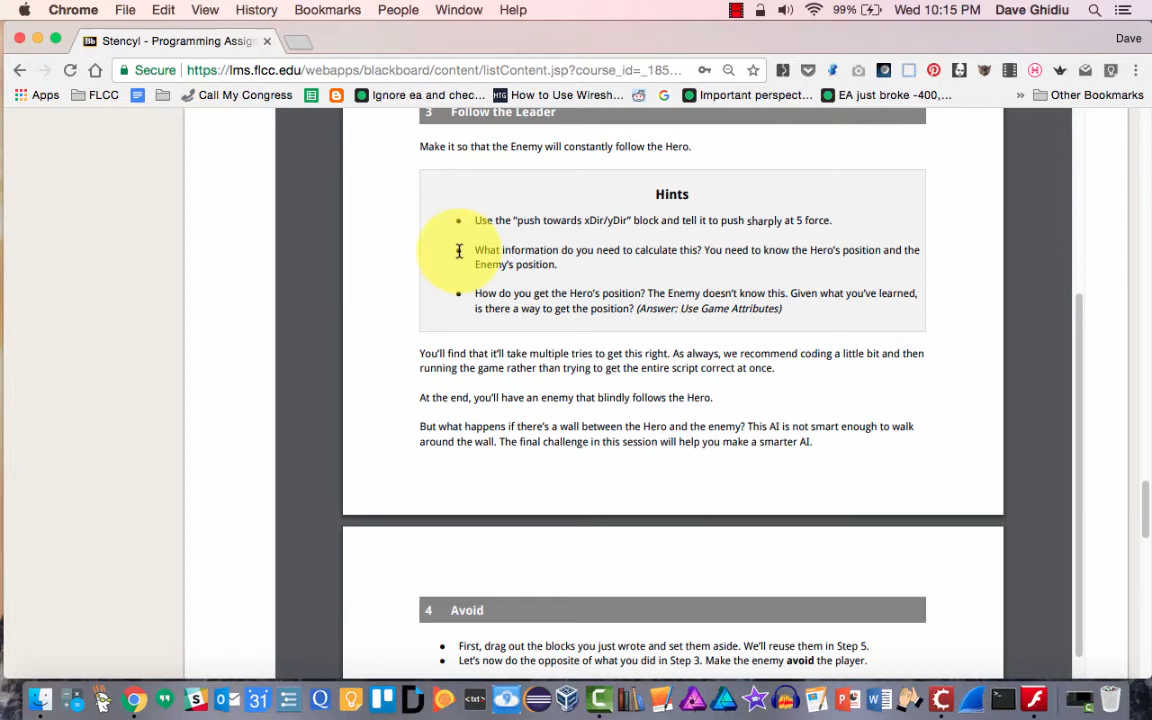 Chrome File Edit View History Bookmarks People Window Help 99% Wed 10:15 PM Dave Ghidiu
Bb Stencyl - Programming Assign × Dave
Secure https://lms.flcc.edu/webapps/blackboard/content/listContent.jsp?course_id=_185...
Apps FLCC Call My Congress Ignore ea and chec... HTG How to Use Wiresh... Important perspect... EA just broke -400,... » Other Bookmarks
3 Follow the Leader
Make it so that the Enemy will constantly follow the Hero.
Hints
• Use the “push towards xDir/yDir” block and tell it to push sharply at 5 force.
• What information do you need to calculate this? You need to know the Hero's position and the
Enemy's position.
• How do you get the Hero's position? The Enemy doesn't know this. Given what you've learned,
is there a way to get the position? (Answer: Use Game Attributes)
You'll find that it'll take multiple tries to get this right. As always, we recommend coding a little bit and then
running the game rather than trying to get the entire script correct at once.
At the end, you'll have an enemy that blindly follows the Hero.
But what happens if there's a wall between the Hero and the enemy? This AI is not smart enough to walk
around the wall. The final challenge in this session will help you make a smarter AI.
4 Avoid
• First, drag out the blocks you just wrote and set them aside. We'll reuse them in Step 5.
• Let's now do the opposite of what you did in Step 3. Make the enemy avoid the player.